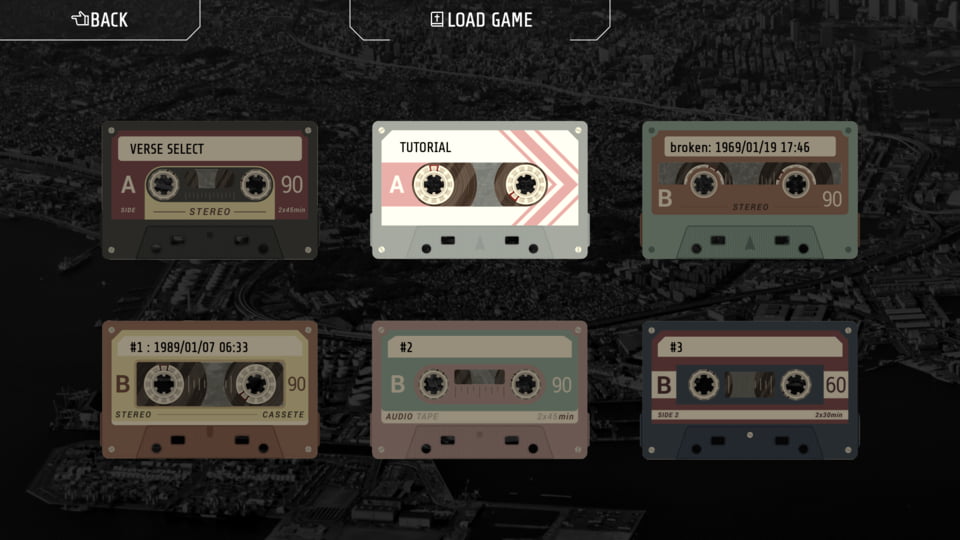 BACK
LOAD GAME
VERSE SELECT
A
90
SIDE
STEREO
2x45min
TUTORIAL
A
broken: 1969/01/19 17:46
B
90
STEREO
#1 : 1989/01/07 06:33
B
90
STEREO
CASSETE
#2
B
90
AUDIO TAPE
2x45min
#3
B
60
SIDE 2
2x30min